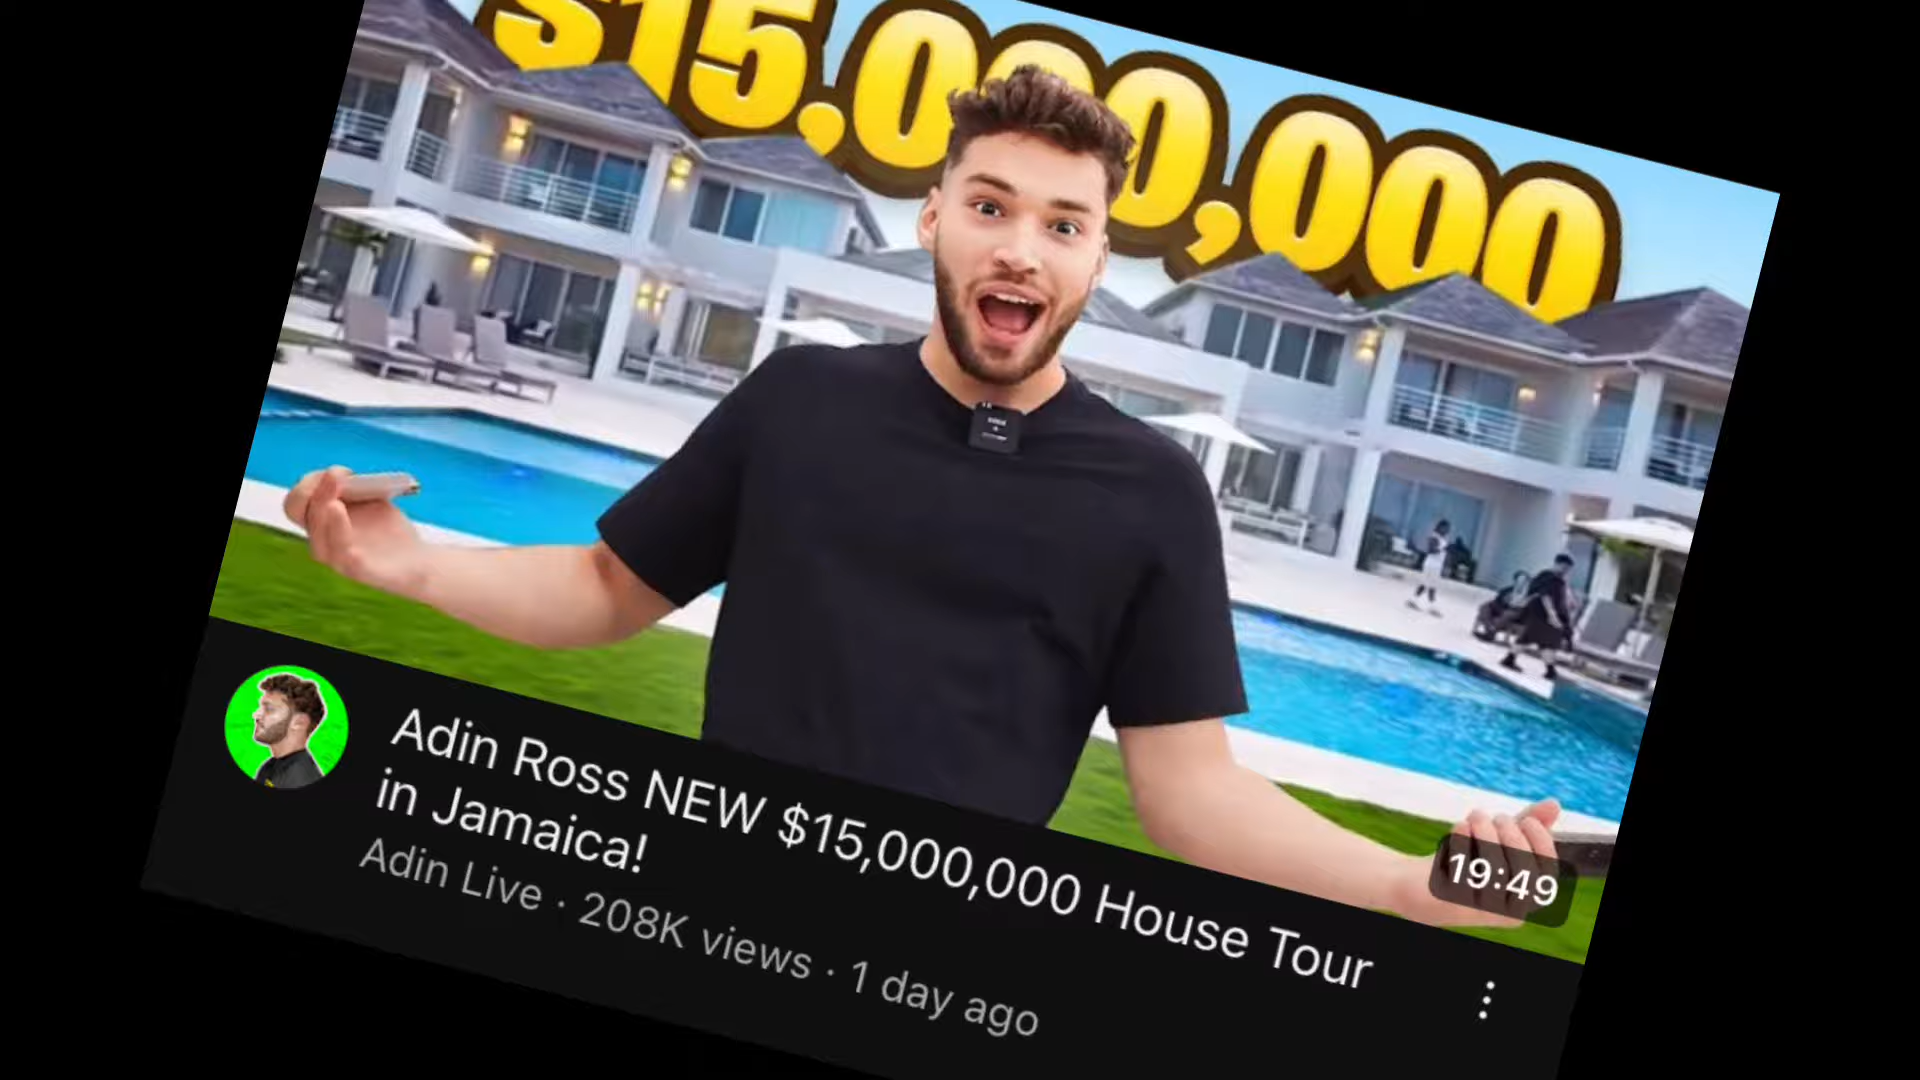 $15,000,000
19:49
Adin Ross NEW $15,000,000 House Tour
in Jamaica!
Adin Live · 208K views · 1 day ago